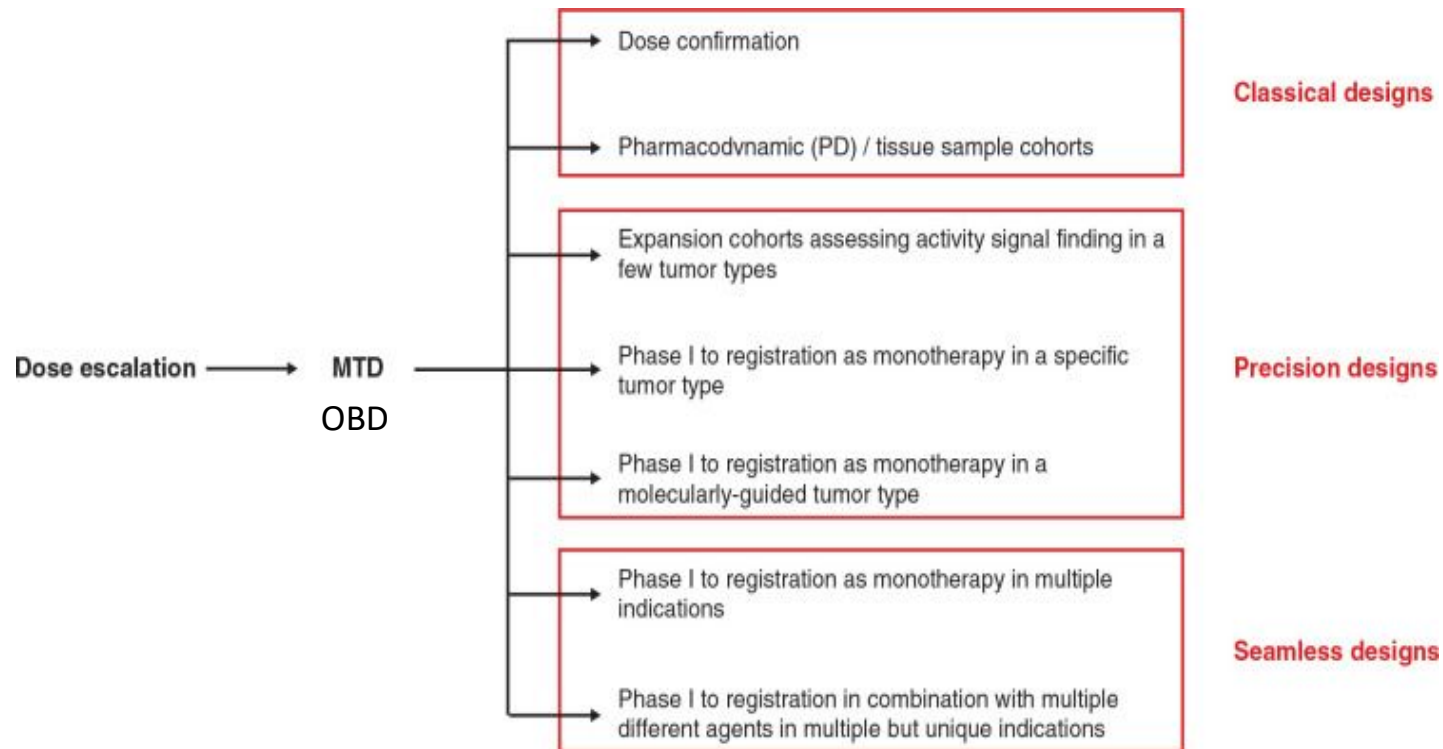 Dose escalation
MTD
OBD
Dose confirmation
Pharmacodvnamic (PD) / tissue sample cohorts
Classical designs
Expansion cohorts assessing activity signal finding in a
few tumor types
Phase I to registration as monotherapy in a specific
tumor type
Phase I to registration as monotherapy in a
molecularly-guided tumor type
Precision designs
Phase I to registration as monotherapy in multiple
indications
Phase I to registration in combination with multiple
different agents in multiple but unique indications
Seamless designs